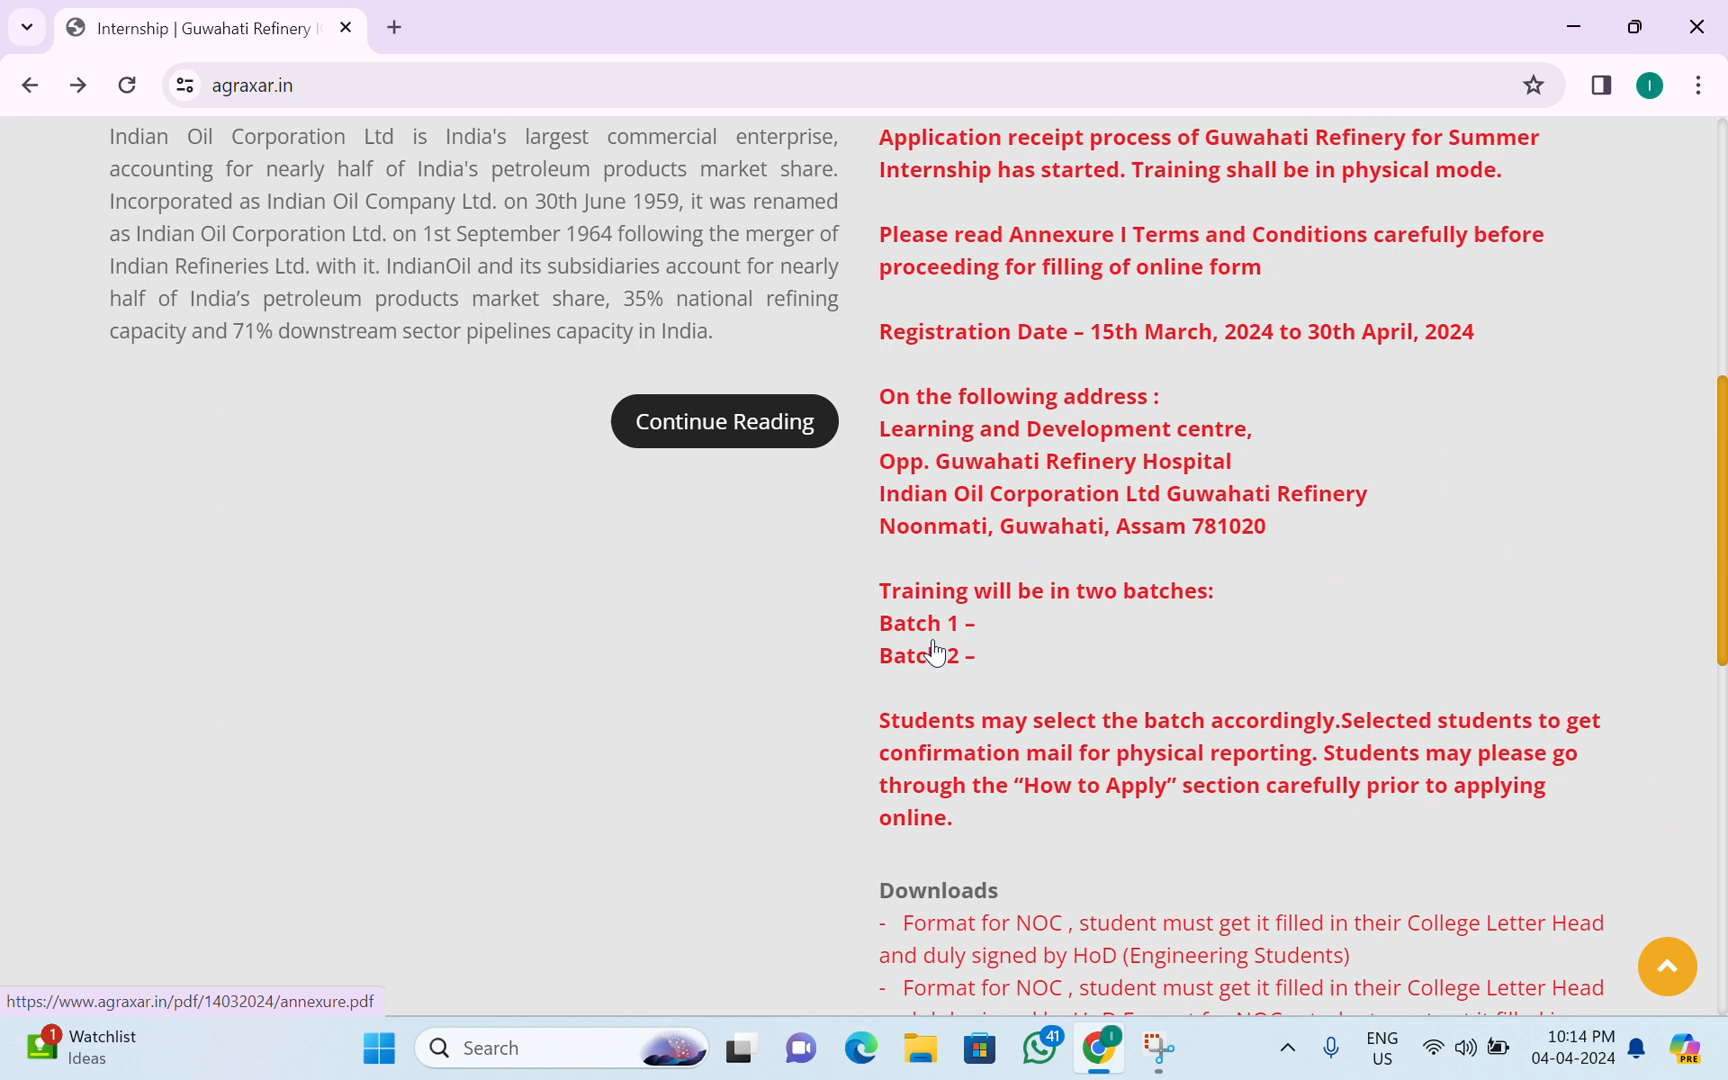 Internship | Guwahati Refinery
agraxar.in
I
Indian Oil Corporation Ltd is India's largest commercial enterprise,
accounting for nearly half of India's petroleum products market share.
Incorporated as Indian Oil Company Ltd. on 30th June 1959, it was renamed
as Indian Oil Corporation Ltd. on 1st September 1964 following the merger of
Indian Refineries Ltd. with it. IndianOil and its subsidiaries account for nearly
half of India’s petroleum products market share, 35% national refining
capacity and 71% downstream sector pipelines capacity in India.
Continue Reading
Application receipt process of Guwahati Refinery for Summer
Internship has started. Training shall be in physical mode.
Please read Annexure I Terms and Conditions carefully before
proceeding for filling of online form
Registration Date – 15th March, 2024 to 30th April, 2024
On the following address :
Learning and Development centre,
Opp. Guwahati Refinery Hospital
Indian Oil Corporation Ltd Guwahati Refinery
Noonmati, Guwahati, Assam 781020
Training will be in two batches:
Batch 1 –
Batch 2 –
Students may select the batch accordingly.Selected students to get
confirmation mail for physical reporting. Students may please go
through the “How to Apply” section carefully prior to applying
online.
Downloads
- Format for NOC , student must get it filled in their College Letter Head
and duly signed by HoD (Engineering Students)
- Format for NOC , student must get it filled in their College Letter Head
https://www.agraxar.in/pdf/14032024/annexure.pdf
1
Watchlist
Ideas
Search
41
I
ENG
US
10:14 PM
04-04-2024
PRE